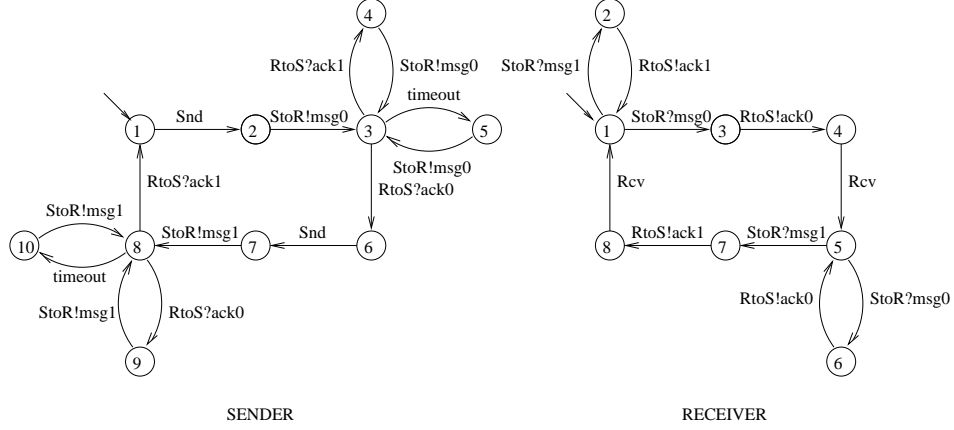 4
2
RtoS?ack1
StoR!msg0
StoR?msg1
RtoS!ack1
timeout
Snd
StoR!msg0
StoR?msg0
RtoS!ack0
1
2
3
5
1
3
4
StoR!msg0
RtoS?ack0
RtoS?ack1
Rcv
Rcv
StoR!msg1
StoR!msg1
Snd
RtoS!ack1
StoR?msg1
10
8
7
6
8
7
5
timeout
StoR!msg1
RtoS?ack0
RtoS!ack0
StoR?msg0
9
6
SENDER
RECEIVER